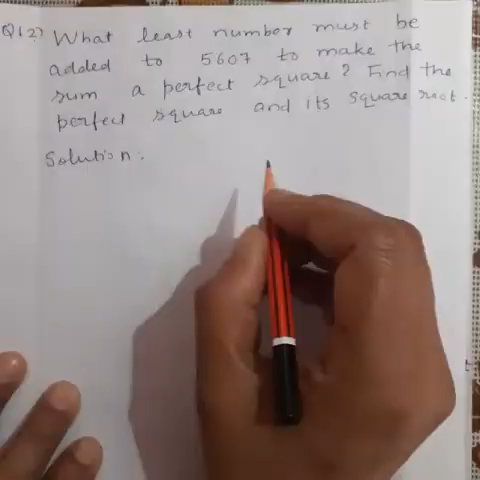 Q12) What least number must be
added to 5607 to make the
sum a perfect square? Find the
perfect square and its square root.
Solution: